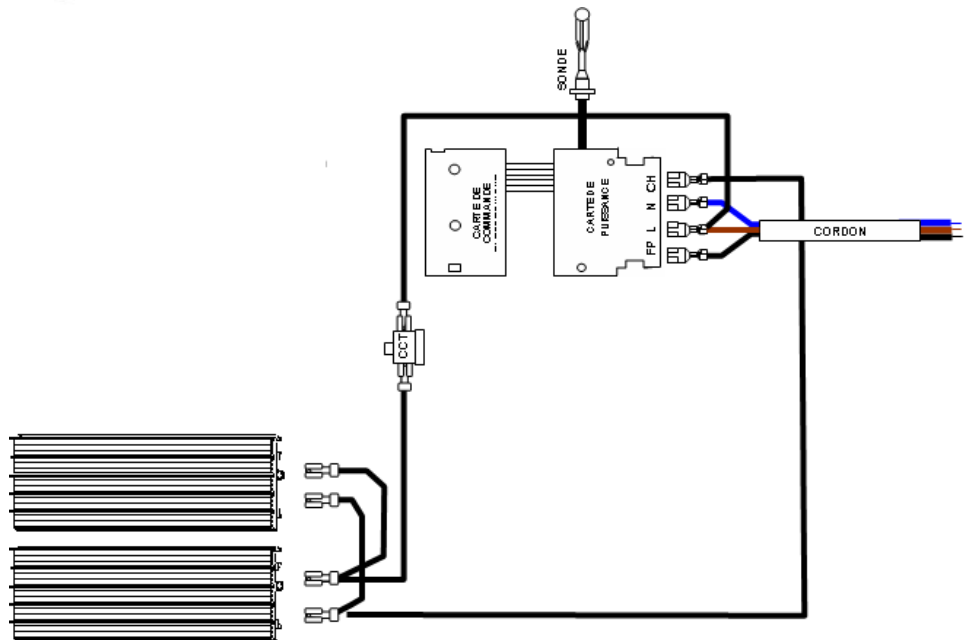 SONDE
CARTE DE
COMMANDE
CARTE DE
PUISSANCE
CH
N
L
FP
CORDON
CCT